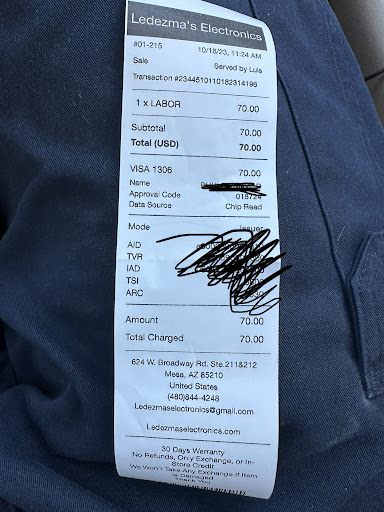 Ledezma's Electronics
#01-215 10/18/23, 11:24 AM
Sale Served by Luis
Transaction #2344510110182314196
1 x LABOR 70.00
Subtotal 70.00
Total (USD) 70.00
VISA 1306 70.00
Name
Approval Code 018724
Data Source Chip Read
Mode Issuer
AID
TVR
IAD
TSI
ARC
Amount 70.00
Total Charged 70.00
624 W. Broadway Rd. Ste.211&212
Mesa, AZ 85210
United States
(480)844-4248
Ledezmaselectronics@gmail.com
Ledezmaselectronics.com
30 Days Warranty
No Refunds, Only Exchange, or In-
Store Credit
We Won't Take Any Exchange If Item
is Damaged
Thank You